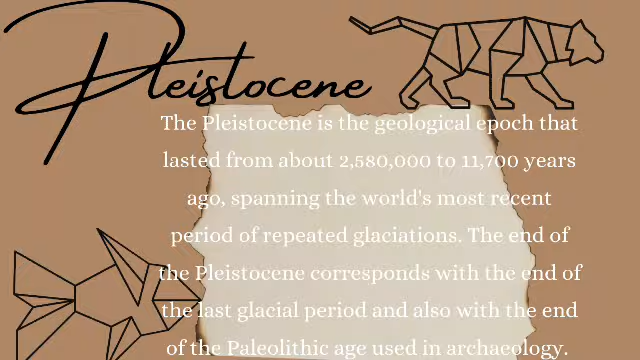 Pleistocene
The Pleistocene is the geological epoch that
lasted from about 2,580,000 to 11,700 years
ago, spanning the world's most recent
period of repeated glaciations. The end of
the Pleistocene corresponds with the end of
the last glacial period and also with the end
of the Paleolithic age used in archaeology.